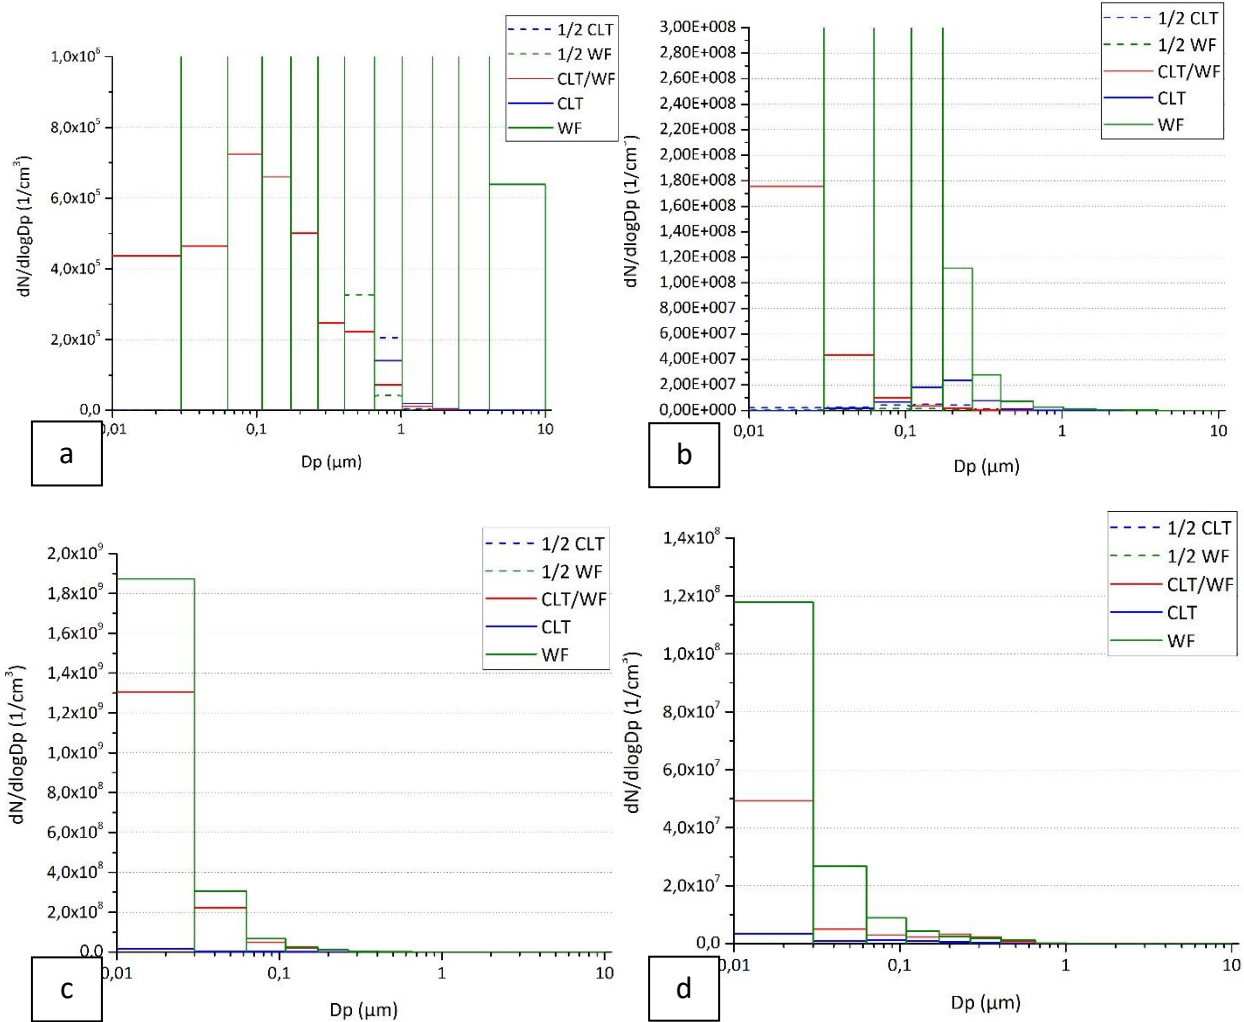 1/2 CLT
1/2 WF
CLT/WF
CLT
WF
dN/dlogDp (1/cm³)
1,0x10⁶
8,0x10⁵
6,0x10⁵
4,0x10⁵
2,0x10⁵
0,0
0,01
0,1
1
10
Dp (µm)
a
1/2 CLT
1/2 WF
CLT/WF
CLT
WF
dN/dlogDp (1/cm³)
3,00E+008
2,80E+008
2,60E+008
2,40E+008
2,20E+008
2,00E+008
1,80E+008
1,60E+008
1,40E+008
1,20E+008
1,00E+008
8,00E+007
6,00E+007
4,00E+007
2,00E+007
0,00E+000
0,01
0,1
1
10
Dp (µm)
b
1/2 CLT
1/2 WF
CLT/WF
CLT
WF
dN/dlogDp (1/cm³)
2,0x10⁹
1,8x10⁹
1,6x10⁹
1,4x10⁹
1,2x10⁹
1,0x10⁹
8,0x10⁸
6,0x10⁸
4,0x10⁸
2,0x10⁸
0,0
0,01
0,1
1
10
Dp (µm)
c
1/2 CLT
1/2 WF
CLT/WF
CLT
WF
dN/dlogDp (1/cm³)
1,4x10⁸
1,2x10⁸
1,0x10⁸
8,0x10⁷
6,0x10⁷
4,0x10⁷
2,0x10⁷
0,0
0,01
0,1
1
10
Dp (µm)
d